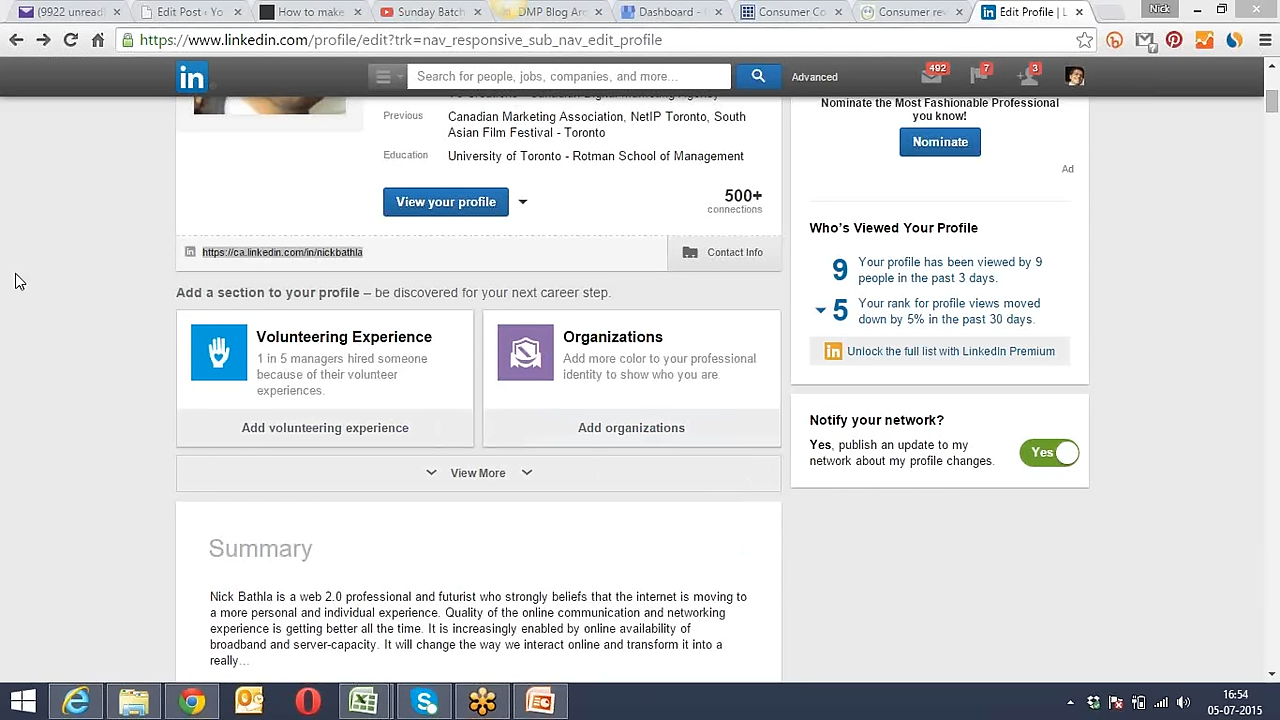 (9922 unread)
Edit Post ‹ Yo
How to make
Sunday Batch
DMP Blog Are
Dashboard -
Consumer Co
Consumer re
Edit Profile | L
Nick
https://www.linkedin.com/profile/edit?trk=nav_responsive_sub_nav_edit_profile
in
Search for people, jobs, companies, and more...
Advanced
492
7
3
Previous
Canadian Marketing Association, NetIP Toronto, South
Asian Film Festival - Toronto
Education
University of Toronto - Rotman School of Management
View your profile
500+
connections
https://ca.linkedin.com/in/nickbathla
Contact Info
Add a section to your profile – be discovered for your next career step.
Volunteering Experience
1 in 5 managers hired someone
because of their volunteer
experiences.
Add volunteering experience
Organizations
Add more color to your professional
identity to show who you are.
Add organizations
View More
Summary
Nick Bathla is a web 2.0 professional and futurist who strongly beliefs that the internet is moving to
a more personal and individual experience. Quality of the online communication and networking
experience is getting better all the time. It is increasingly enabled by online availability of
broadband and server-capacity. It will change the way we interact online and transform it into a
really...
Nominate the Most Fashionable Professional
you know!
Nominate
Ad
Who's Viewed Your Profile
9
Your profile has been viewed by 9
people in the past 3 days.
5
Your rank for profile views moved
down by 5% in the past 30 days.
Unlock the full list with LinkedIn Premium
Notify your network?
Yes, publish an update to my
network about my profile changes.
Yes
16:54
05-07-2015